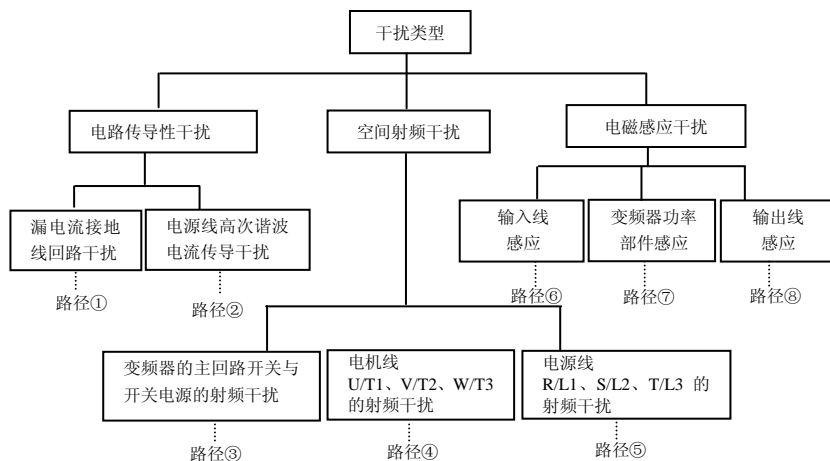 干扰类型
电路传导性干扰
空间射频干扰
电磁感应干扰
漏电流接地
线回路干扰
电源线高次谐波
电流传导干扰
输入线
感应
变频器功率
部件感应
输出线
感应
路径①
路径②
路径⑥
路径⑦
路径⑧
变频器的主回路开关与
开关电源的射频干扰
电机线
U/T1、V/T2、W/T3
的射频干扰
电源线
R/L1、S/L2、T/L3 的
射频干扰
路径③
路径④
路径⑤